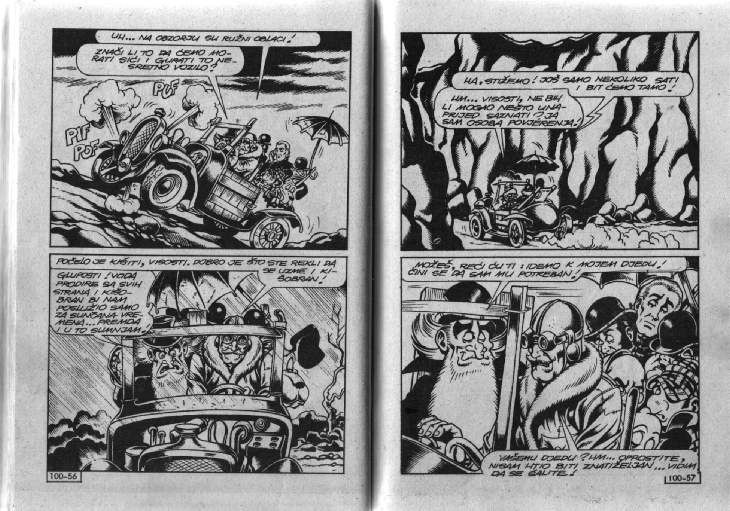 UH... NA OBZORJU SU RUŽNI OBLACI!
ZNAČI LI TO DA ĆEMO MO-
RATI SIĆI I GURATI TO NE-
SRETNO VOZILO?
PIF
PUF
PIF
POF
POČELO JE KIŠITI, VISOSTI. DOBRO JE ŠTO STE REKLI DA
SE UZME I KI-
ŠOBRAN!
GLUPOSTI! VODA
PRODIRE SA SVIH
STRANA I KIŠO-
BRAN BI NAM
POSLUŽIO SAMO
ZA SUNČANA VRE-
MENA... PREMDA
I U TO SUMNJAM!
100-56
HA, STIŽEMO! JOŠ SAMO NEKOLIKO SATI
I BIT ĆEMO TAMO!
HM... VISOSTI, NE BIH
LI MOGAO NEŠTO UNA-
PRIJED SAZNATI? JA
SAM OSOBA POVJERENJA!
MOŽEŠ, REĆI ĆU TI! IDEMO K MOJEM DJEDU!
ČINI SE DA SAM MU POTREBAN!
VAŠEMU DJEDU? HM... OPROSTITE,
NISAM HTIO BITI ZNATIŽELJAN... VIDIM
DA SE ŠALITE!
100-57